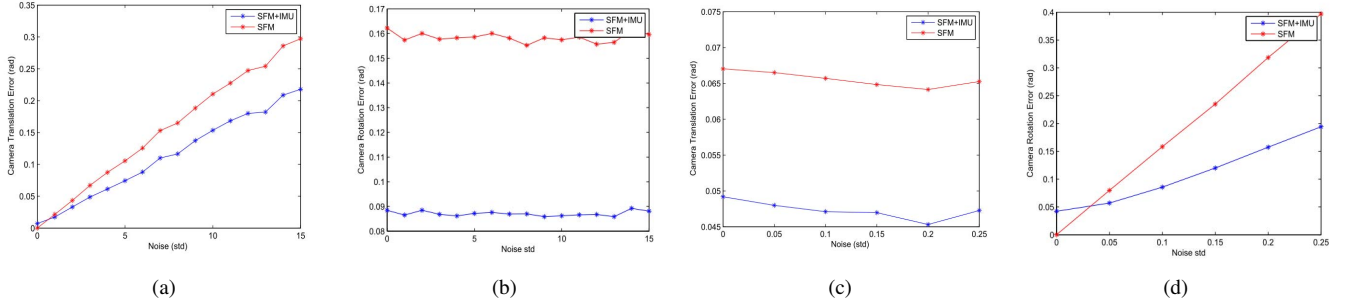 0.35
0.3
0.25
0.2
0.15
0.1
0.05
0
Camera Translation Error (rad)
0 5 10 15
Noise (std)
SFM+IMU
SFM
(a)
0.17
0.16
0.15
0.14
0.13
0.12
0.11
0.1
0.09
0.08
Camera Rotation Error (rad)
0 5 10 15
Noise (std)
SFM+IMU
SFM
(b)
0.075
0.07
0.065
0.06
0.055
0.05
0.045
Camera Translation Error (rad)
0 0.05 0.1 0.15 0.2 0.25
Noise (std)
SFM+IMU
SFM
(c)
0.4
0.35
0.3
0.25
0.2
0.15
0.1
0.05
0
Camera Rotation Error (rad)
0 0.05 0.1 0.15 0.2 0.25
Noise std
SFM+IMU
SFM
(d)